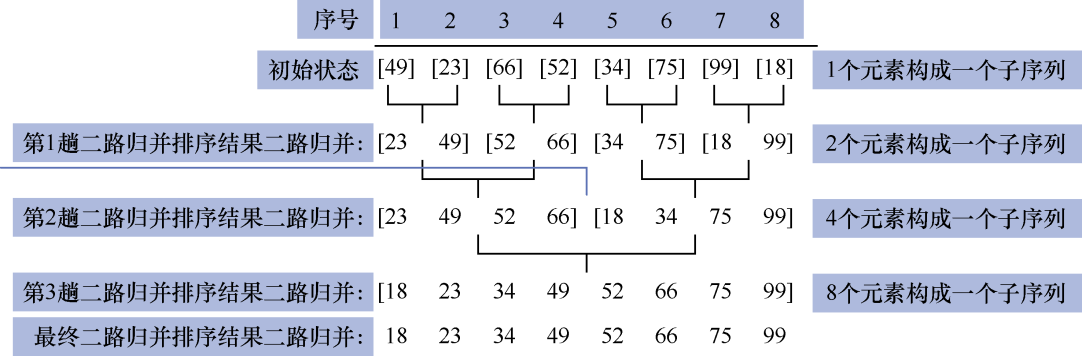 序号 1 2 3 4 5 6 7 8
初始状态 [49] [23] [66] [52] [34] [75] [99] [18] 1个元素构成一个子序列
第1趟二路归并排序结果二路归并: [23 49] [52 66] [34 75] [18 99] 2个元素构成一个子序列
第2趟二路归并排序结果二路归并: [23 49 52 66] [18 34 75 99] 4个元素构成一个子序列
第3趟二路归并排序结果二路归并: [18 23 34 49 52 66 75 99] 8个元素构成一个子序列
最终二路归并排序结果二路归并: 18 23 34 49 52 66 75 99